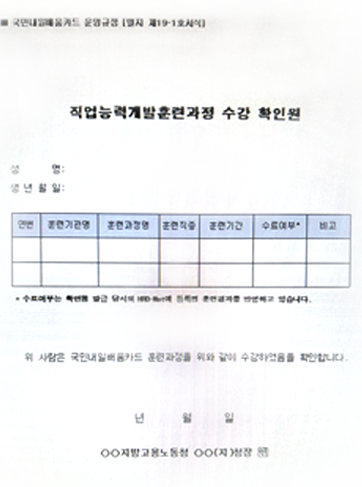 ■ 국민내일배움카드 운영규정 [별지 제19-1호서식]
직업능력개발훈련과정 수강 확인원
성 명:
생년월일:
연번 훈련기관명 훈련과정명 훈련직종 훈련기간 수료여부* 비고
* 수료여부는 확인원 발급 당시의 HRD-Net에 등록된 훈련결과를 반영하고 있습니다.
위 사람은 국민내일배움카드 훈련과정을 위와 같이 수강하였음을 확인합니다.
년 월 일
○○지방고용노동청 ○○(지)청장